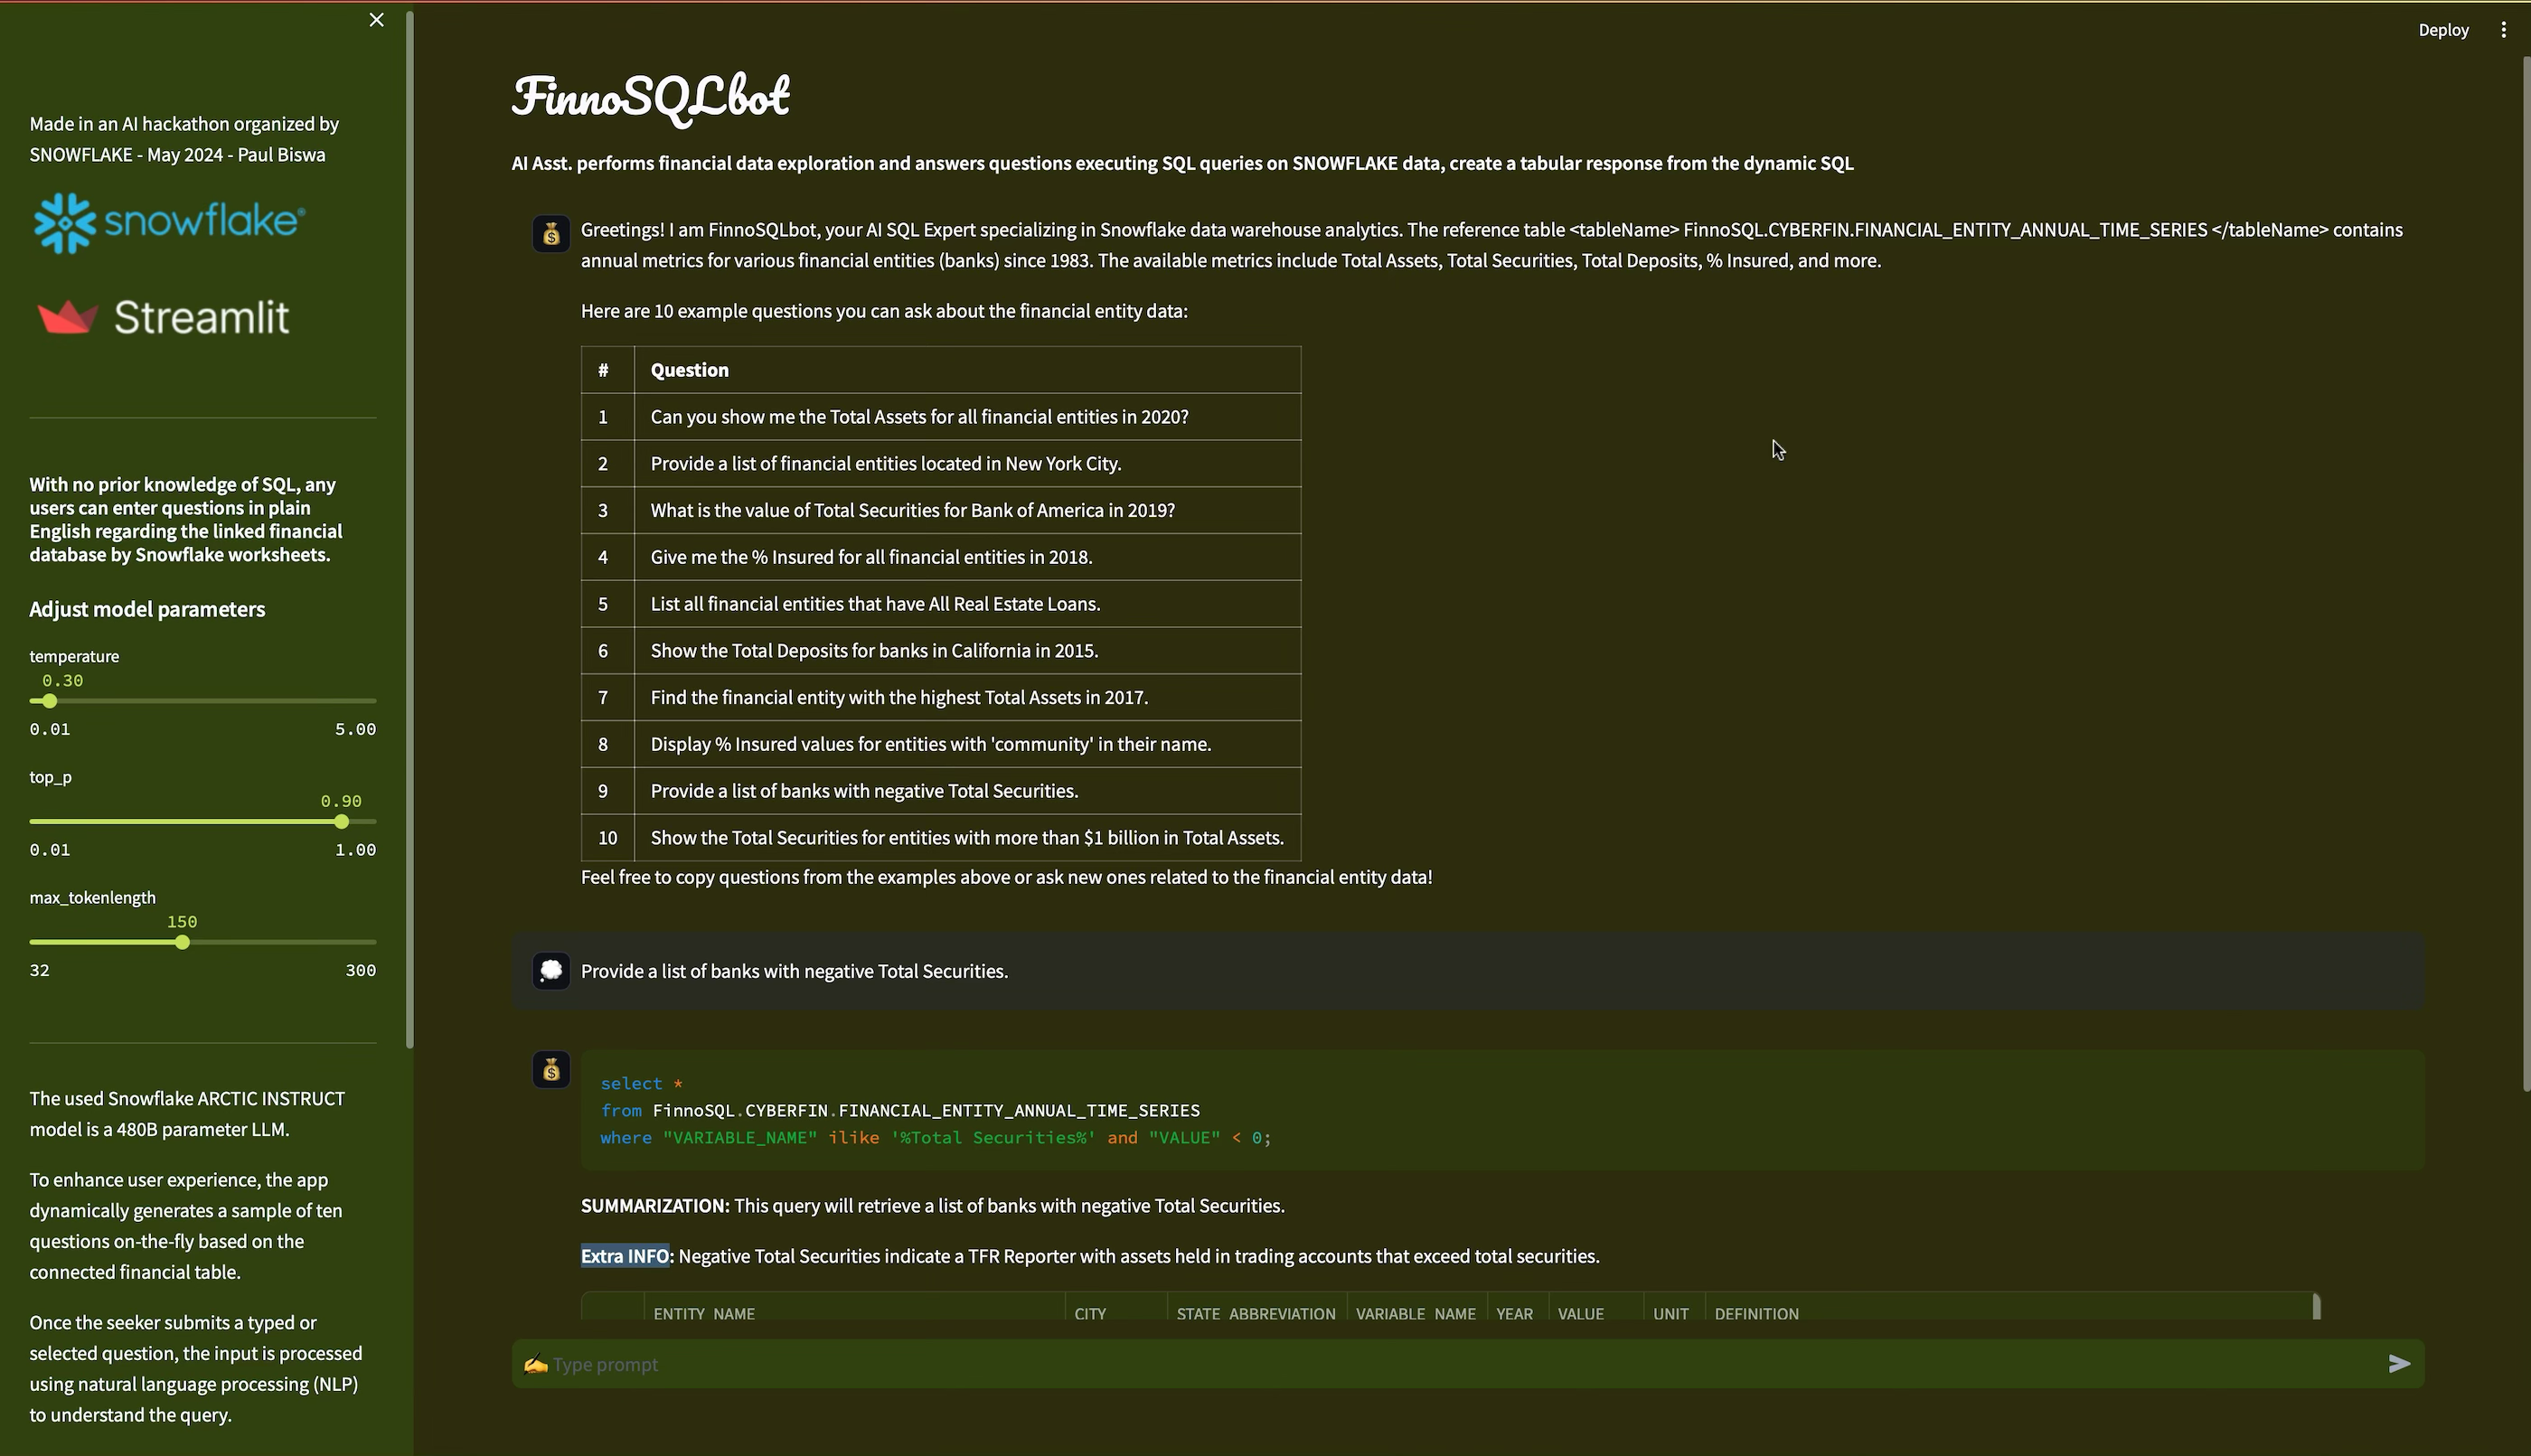 Made in an AI hackathon organized by
SNOWFLAKE - May 2024 - Paul Biswa
snowflake®
Streamlit
With no prior knowledge of SQL, any
users can enter questions in plain
English regarding the linked financial
database by Snowflake worksheets.
Adjust model parameters
temperature
0.30
0.01 5.00
top_p
0.90
0.01 1.00
max_tokenlength
150
32 300
The used Snowflake ARCTIC INSTRUCT
model is a 480B parameter LLM.
To enhance user experience, the app
dynamically generates a sample of ten
questions on-the-fly based on the
connected financial table.
Once the seeker submits a typed or
selected question, the input is processed
using natural language processing (NLP)
to understand the query.
Deploy
FinnoSQLbot
AI Asst. performs financial data exploration and answers questions executing SQL queries on SNOWFLAKE data, create a tabular response from the dynamic SQL
Greetings! I am FinnoSQLbot, your AI SQL Expert specializing in Snowflake data warehouse analytics. The reference table <tableName> FinnoSQL.CYBERFIN.FINANCIAL_ENTITY_ANNUAL_TIME_SERIES </tableName> contains
annual metrics for various financial entities (banks) since 1983. The available metrics include Total Assets, Total Securities, Total Deposits, % Insured, and more.
Here are 10 example questions you can ask about the financial entity data:
# Question
1 Can you show me the Total Assets for all financial entities in 2020?
2 Provide a list of financial entities located in New York City.
3 What is the value of Total Securities for Bank of America in 2019?
4 Give me the % Insured for all financial entities in 2018.
5 List all financial entities that have All Real Estate Loans.
6 Show the Total Deposits for banks in California in 2015.
7 Find the financial entity with the highest Total Assets in 2017.
8 Display % Insured values for entities with 'community' in their name.
9 Provide a list of banks with negative Total Securities.
10 Show the Total Securities for entities with more than $1 billion in Total Assets.
Feel free to copy questions from the examples above or ask new ones related to the financial entity data!
Provide a list of banks with negative Total Securities.
select *
from FinnoSQL.CYBERFIN.FINANCIAL_ENTITY_ANNUAL_TIME_SERIES
where "VARIABLE_NAME" ilike '%Total Securities%' and "VALUE" < 0;
SUMMARIZATION: This query will retrieve a list of banks with negative Total Securities.
Extra INFO: Negative Total Securities indicate a TFR Reporter with assets held in trading accounts that exceed total securities.
ENTITY_NAME CITY STATE_ABBREVIATION VARIABLE_NAME YEAR VALUE UNIT DEFINITION
Type prompt